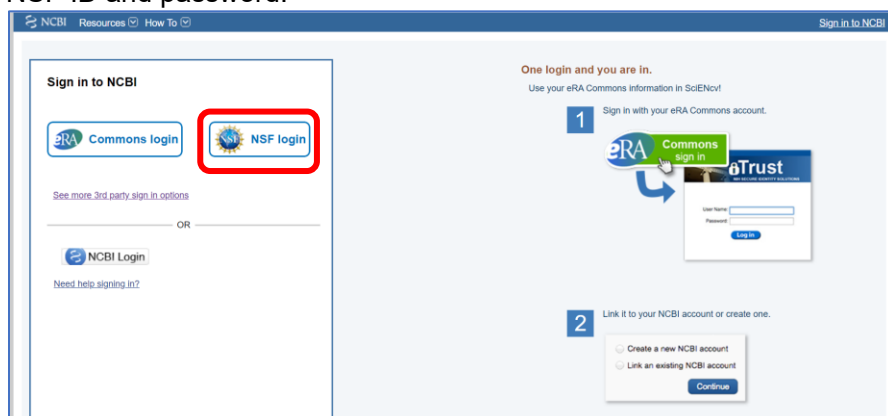 NSF ID and password.
NCBI Resources How To Sign in to NCBI
Sign in to NCBI
eRA Commons login
NSF NSF login
See more 3rd party sign in options
OR
NCBI Login
Need help signing in?
One login and you are in.
Use your eRA Commons information in SciENcv!
1 Sign in with your eRA Commons account.
eRA Commons
sign in
iTrust
User Name
Password
Log in
2 Link it to your NCBI account or create one.
Create a new NCBI account
Link an existing NCBI account
Continue